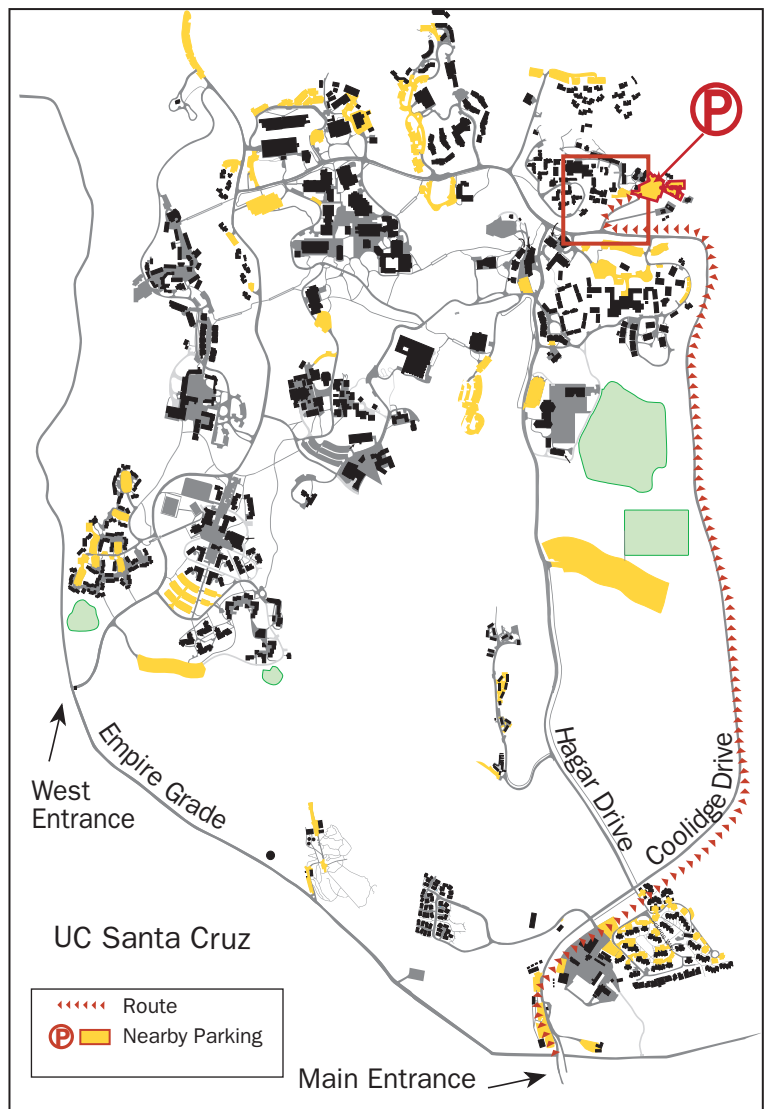 P
West
Entrance
Empire Grade
Hagar Drive
Coolidge Drive
UC Santa Cruz
Route
P Nearby Parking
Main Entrance